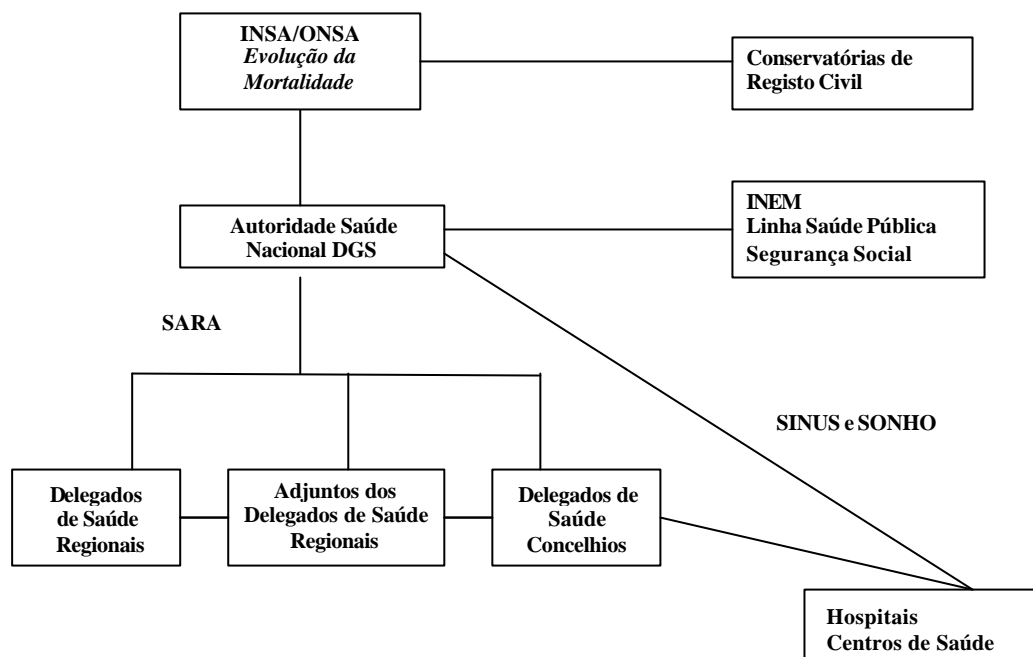 INSA/ONSA
Evolução da
Mortalidade
Conservatórias de
Registo Civil
Autoridade Saúde
Nacional DGS
INEM
Linha Saúde Pública
Segurança Social
SARA
SINUS e SONHO
Delegados
de Saúde
Regionais
Adjuntos dos
Delegados de Saúde
Regionais
Delegados de
Saúde
Concelhios
Hospitais
Centros de Saúde